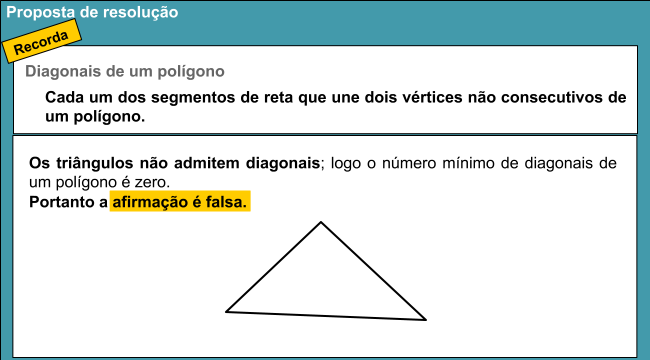 Proposta de resolução
Recorda
Diagonais de um polígono
Cada um dos segmentos de reta que une dois vértices não consecutivos de
um polígono.
Os triângulos não admitem diagonais; logo o número mínimo de diagonais de
um polígono é zero.
Portanto a afirmação é falsa.